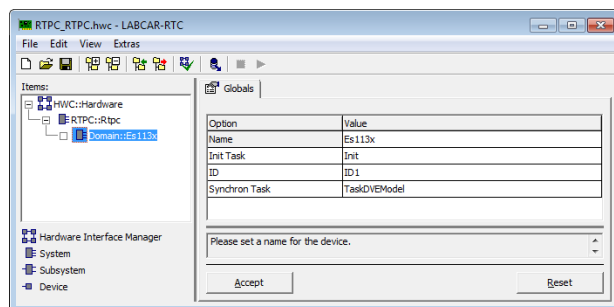 RTPC_RTPC.hwc - LABCAR-RTC
File Edit View Extras
Items:
HWC::Hardware
RTPC::Rtpc
Domain::Es113x
Hardware Interface Manager
System
Subsystem
Device
Globals
Option Value
Name Es113x
Init Task Init
ID ID1
Synchron Task TaskDVEModel
Please set a name for the device.
Accept Reset